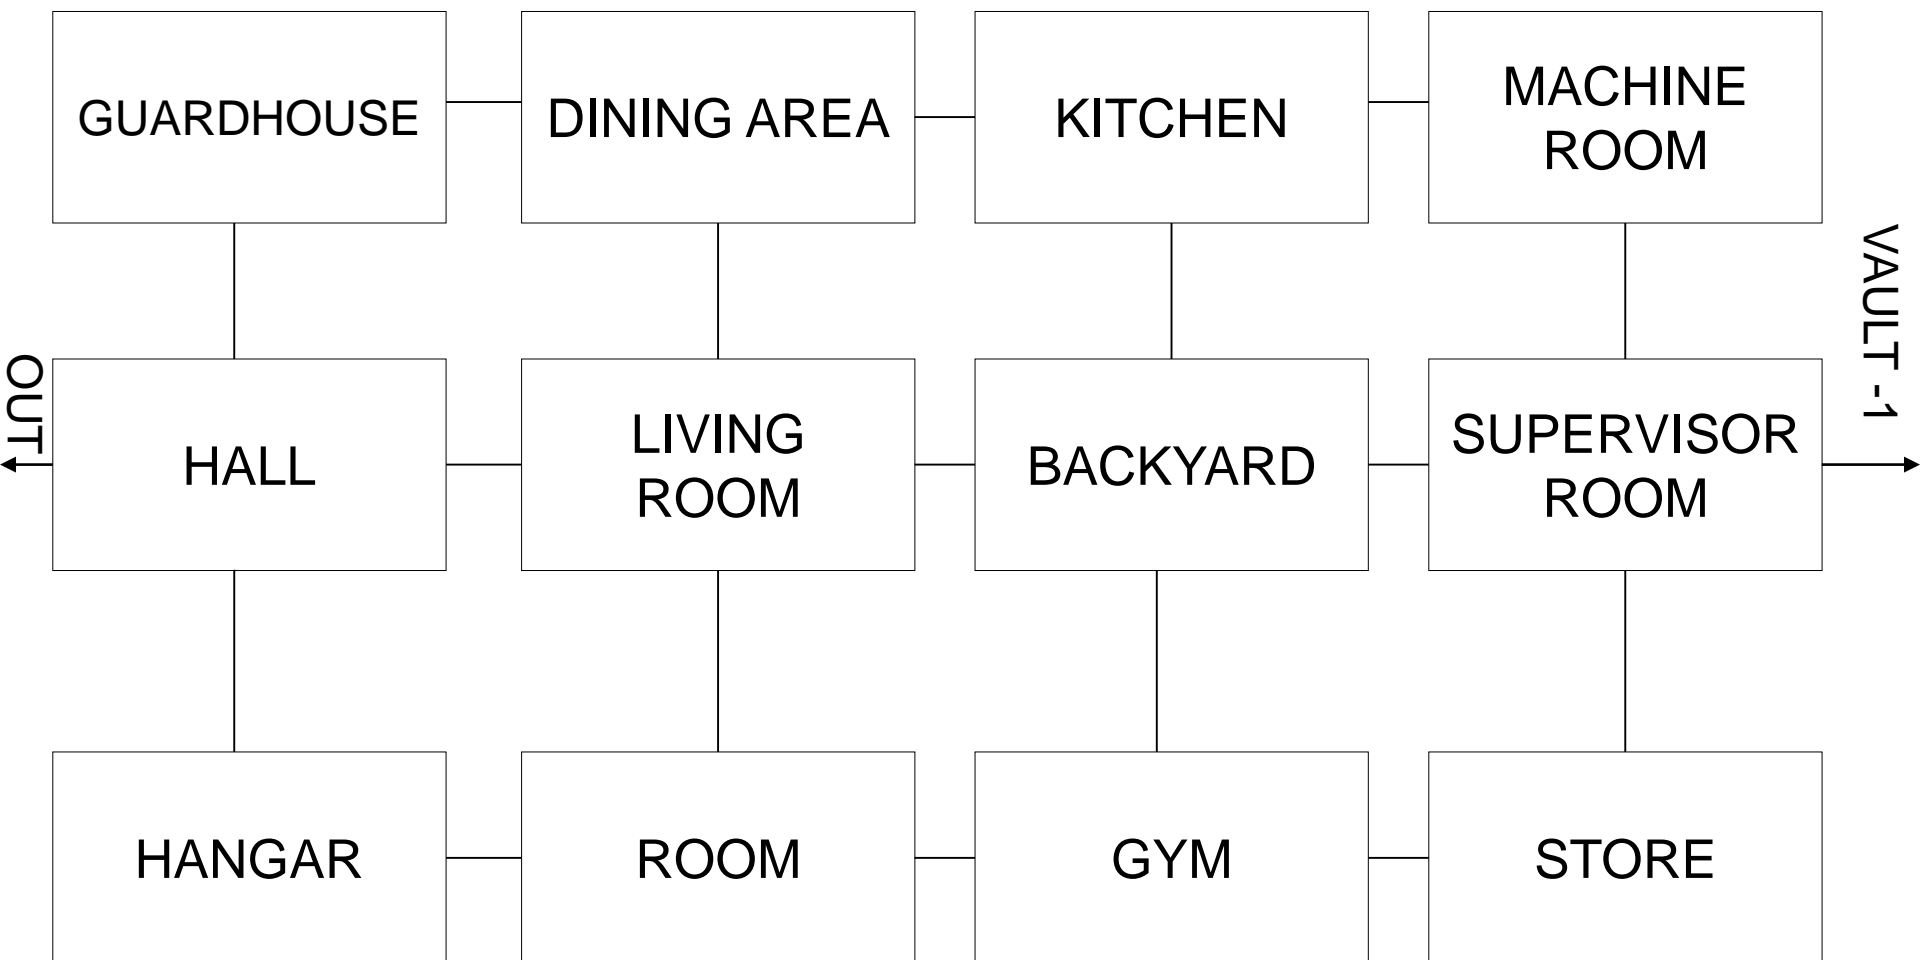 GUARDHOUSE
DINING AREA
KITCHEN
MACHINE
ROOM
VAULT -1
OUT
HALL
LIVING
ROOM
BACKYARD
SUPERVISOR
ROOM
HANGAR
ROOM
GYM
STORE